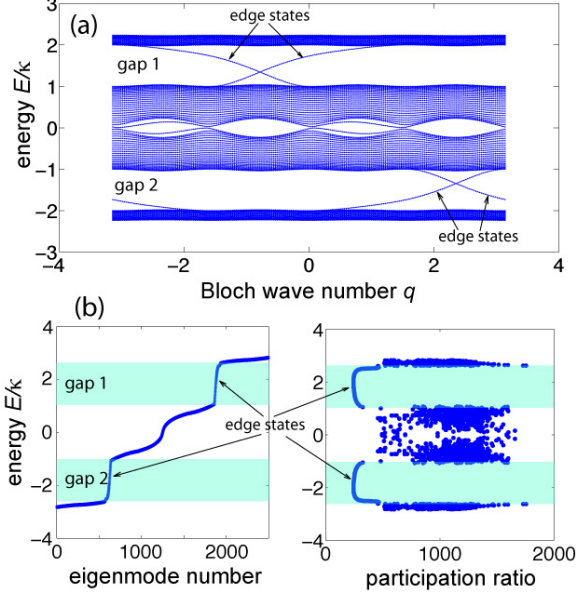 (a)
3
2
1
0
−1
−2
−3
energy E/κ
edge states
gap 1
gap 2
edge states
−4
−2
0
2
4
Bloch wave number q
(b)
4
2
0
−2
−4
energy E/κ
gap 1
edge states
gap 2
0
1000
2000
eigenmode number
4
2
0
−2
−4
0
1000
2000
participation ratio